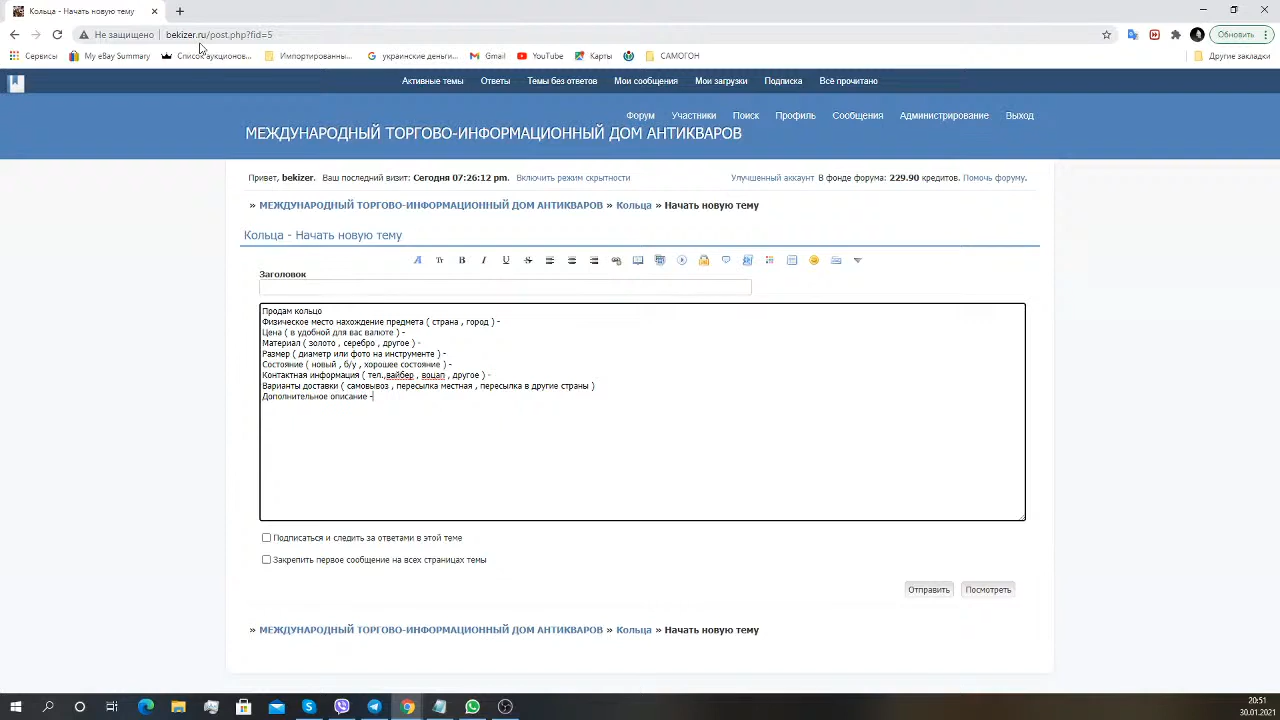 Кольца - Начать новую тему
Не защищено bekizer.ru/post.php?fid=5 Обновить
Сервисы My eBay Summary Список аукционов... Импортированны... украинские деньги... Gmail YouTube Карты САМОГОН Другие закладки
Активные темы Ответы Темы без ответов Мои сообщения Мои загрузки Подписка Всё прочитано
Форум Участники Поиск Профиль Сообщения Администрирование Выход
МЕЖДУНАРОДНЫЙ ТОРГОВО-ИНФОРМАЦИОННЫЙ ДОМ АНТИКВАРОВ
Привет, bekizer. Ваш последний визит: Сегодня 07:26:12 pm. Включить режим скрытности Улучшенный аккаунт В фонде форума: 229.90 кредитов. Помочь форуму.
» МЕЖДУНАРОДНЫЙ ТОРГОВО-ИНФОРМАЦИОННЫЙ ДОМ АНТИКВАРОВ » Кольца » Начать новую тему
Кольца - Начать новую тему
Заголовок
Продам кольцо
Физическое место нахождение предмета ( страна , город ) -
Цена ( в удобной для вас валюте ) -
Материал ( золото , серебро , другое ) -
Размер ( диаметр или фото на инструменте ) -
Состояние ( новый , б/у , хорошее состояние ) -
Контактная информация ( тел.,вайбер , воцап , другое ) -
Варианты доставки ( самовывоз , пересылка местная , пересылка в другие страны )
Дополнительное описание -
Подписаться и следить за ответами в этой теме
Закрепить первое сообщение на всех страницах темы
Отправить Посмотреть
» МЕЖДУНАРОДНЫЙ ТОРГОВО-ИНФОРМАЦИОННЫЙ ДОМ АНТИКВАРОВ » Кольца » Начать новую тему
20:51
30.01.2021